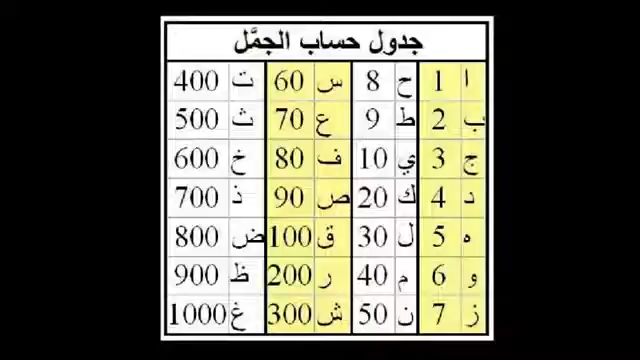 جدول حساب الجمَّل
ا 1 ح 8 س 60 ت 400
ب 2 ط 9 ع 70 ث 500
ج 3 ي 10 ف 80 خ 600
د 4 ك 20 ص 90 ذ 700
ه 5 ل 30 ق 100 ض 800
و 6 م 40 ر 200 ظ 900
ز 7 ن 50 ش 300 غ 1000